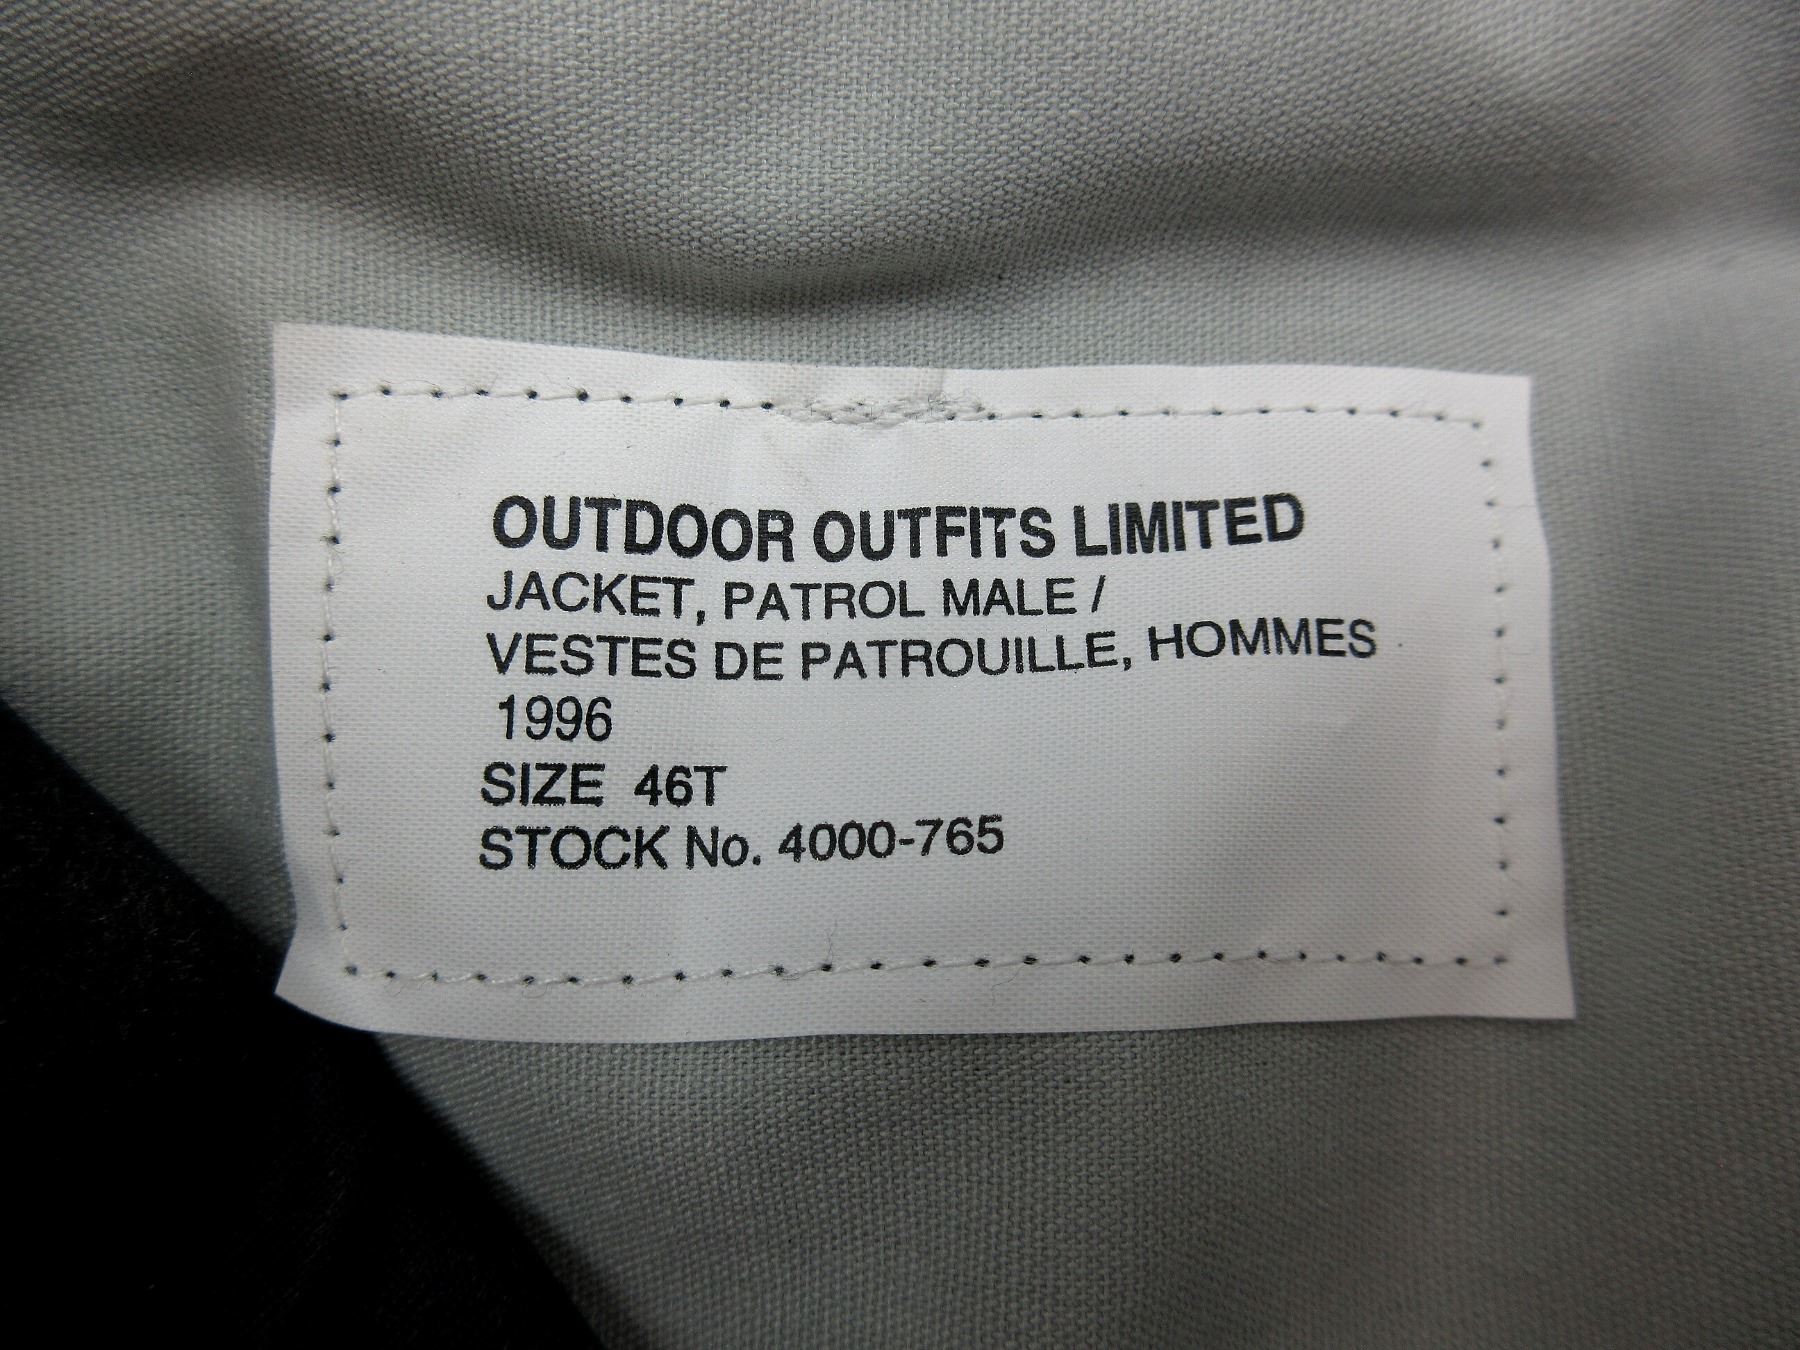 OUTDOOR OUTFITS LIMITED
JACKET, PATROL MALE /
VESTES DE PATROUILLE, HOMMES
1996
SIZE 46T
STOCK No. 4000-765